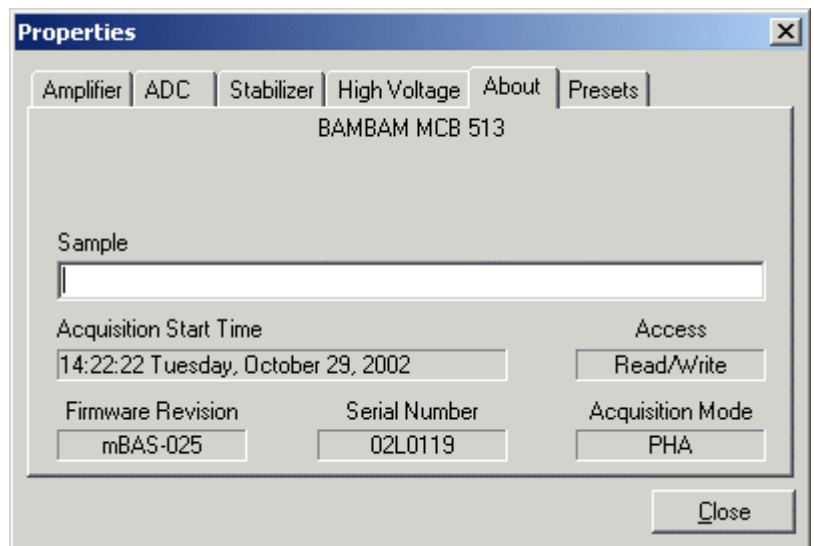 Properties
Amplifier ADC Stabilizer High Voltage About Presets
BAMBAM MCB 513
Sample
Acquisition Start Time Access
14:22:22 Tuesday, October 29, 2002 Read/Write
Firmware Revision Serial Number Acquisition Mode
mBAS-025 02L0119 PHA
Close